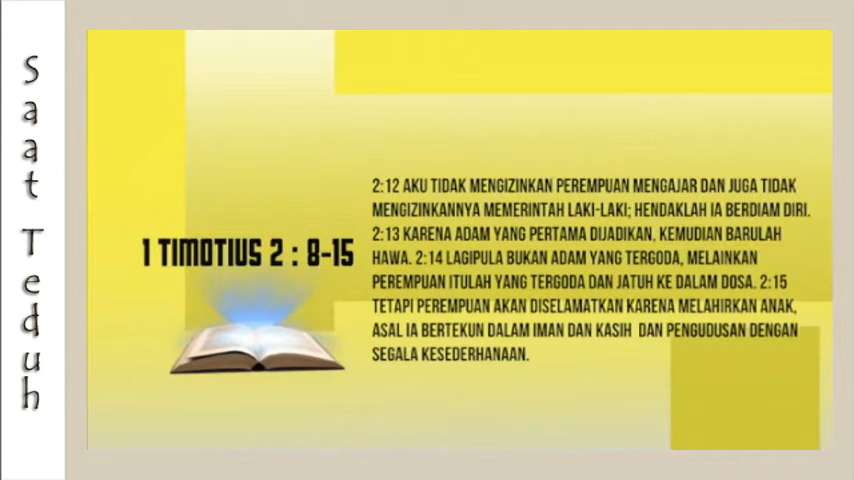 Saat Teduh
1 TIMOTIUS 2 : 8-15
2:12 AKU TIDAK MENGIZINKAN PEREMPUAN MENGAJAR DAN JUGA TIDAK
MENGIZINKANNYA MEMERINTAH LAKI-LAKI; HENDAKLAH IA BERDIAM DIRI.
2:13 KARENA ADAM YANG PERTAMA DIJADIKAN, KEMUDIAN BARULAH
HAWA. 2:14 LAGIPULA BUKAN ADAM YANG TERGODA, MELAINKAN
PEREMPUAN ITULAH YANG TERGODA DAN JATUH KE DALAM DOSA. 2:15
TETAPI PEREMPUAN AKAN DISELAMATKAN KARENA MELAHIRKAN ANAK,
ASAL IA BERTEKUN DALAM IMAN DAN KASIH DAN PENGUDUSAN DENGAN
SEGALA KESEDERHANAAN.